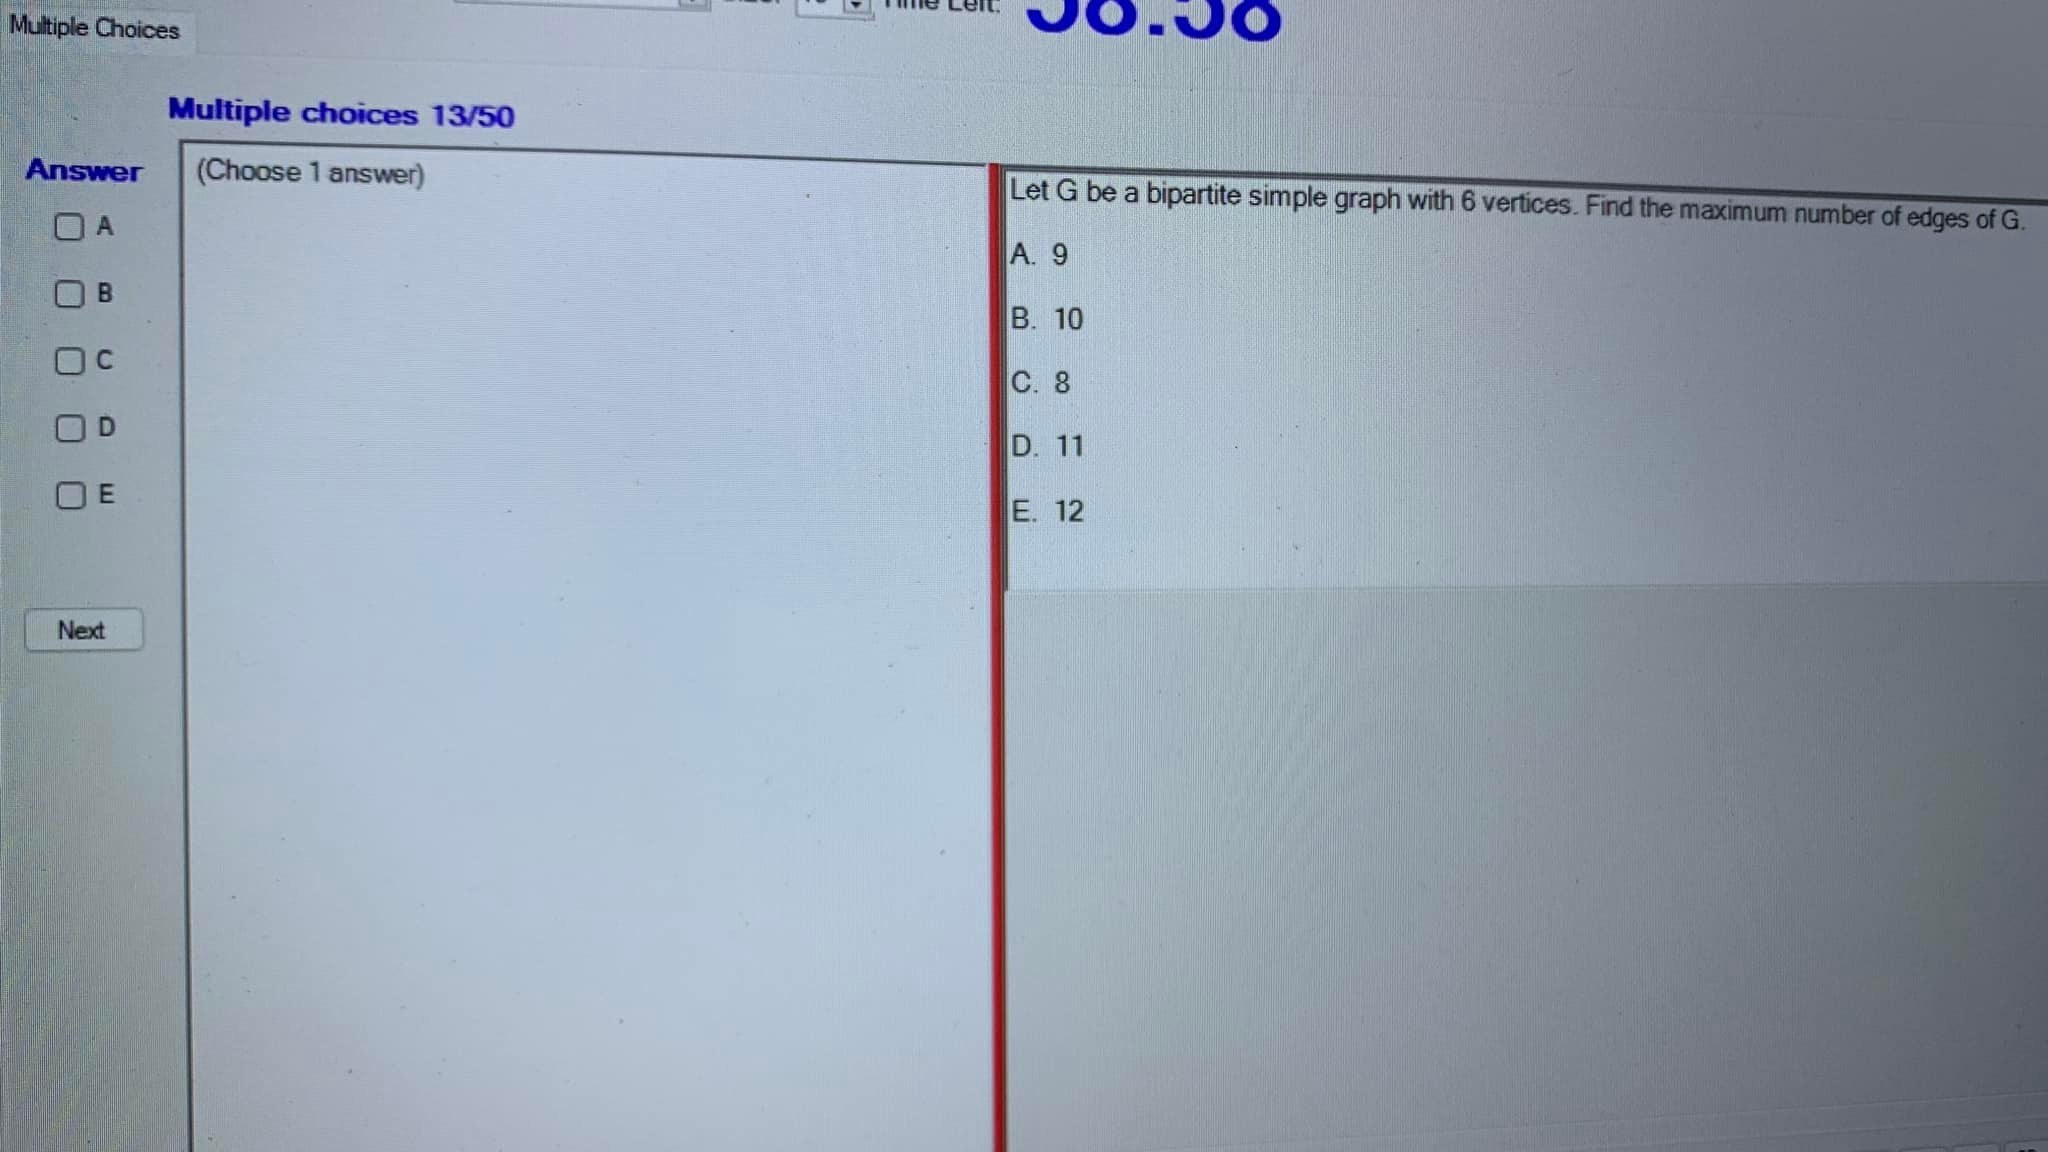 Multiple Choices
Time Left:
Multiple choices 13/50
Answer
(Choose 1 answer)
A
B
C
D
E
Next
Let G be a bipartite simple graph with 6 vertices. Find the maximum number of edges of G.
A. 9
B. 10
C. 8
D. 11
E. 12